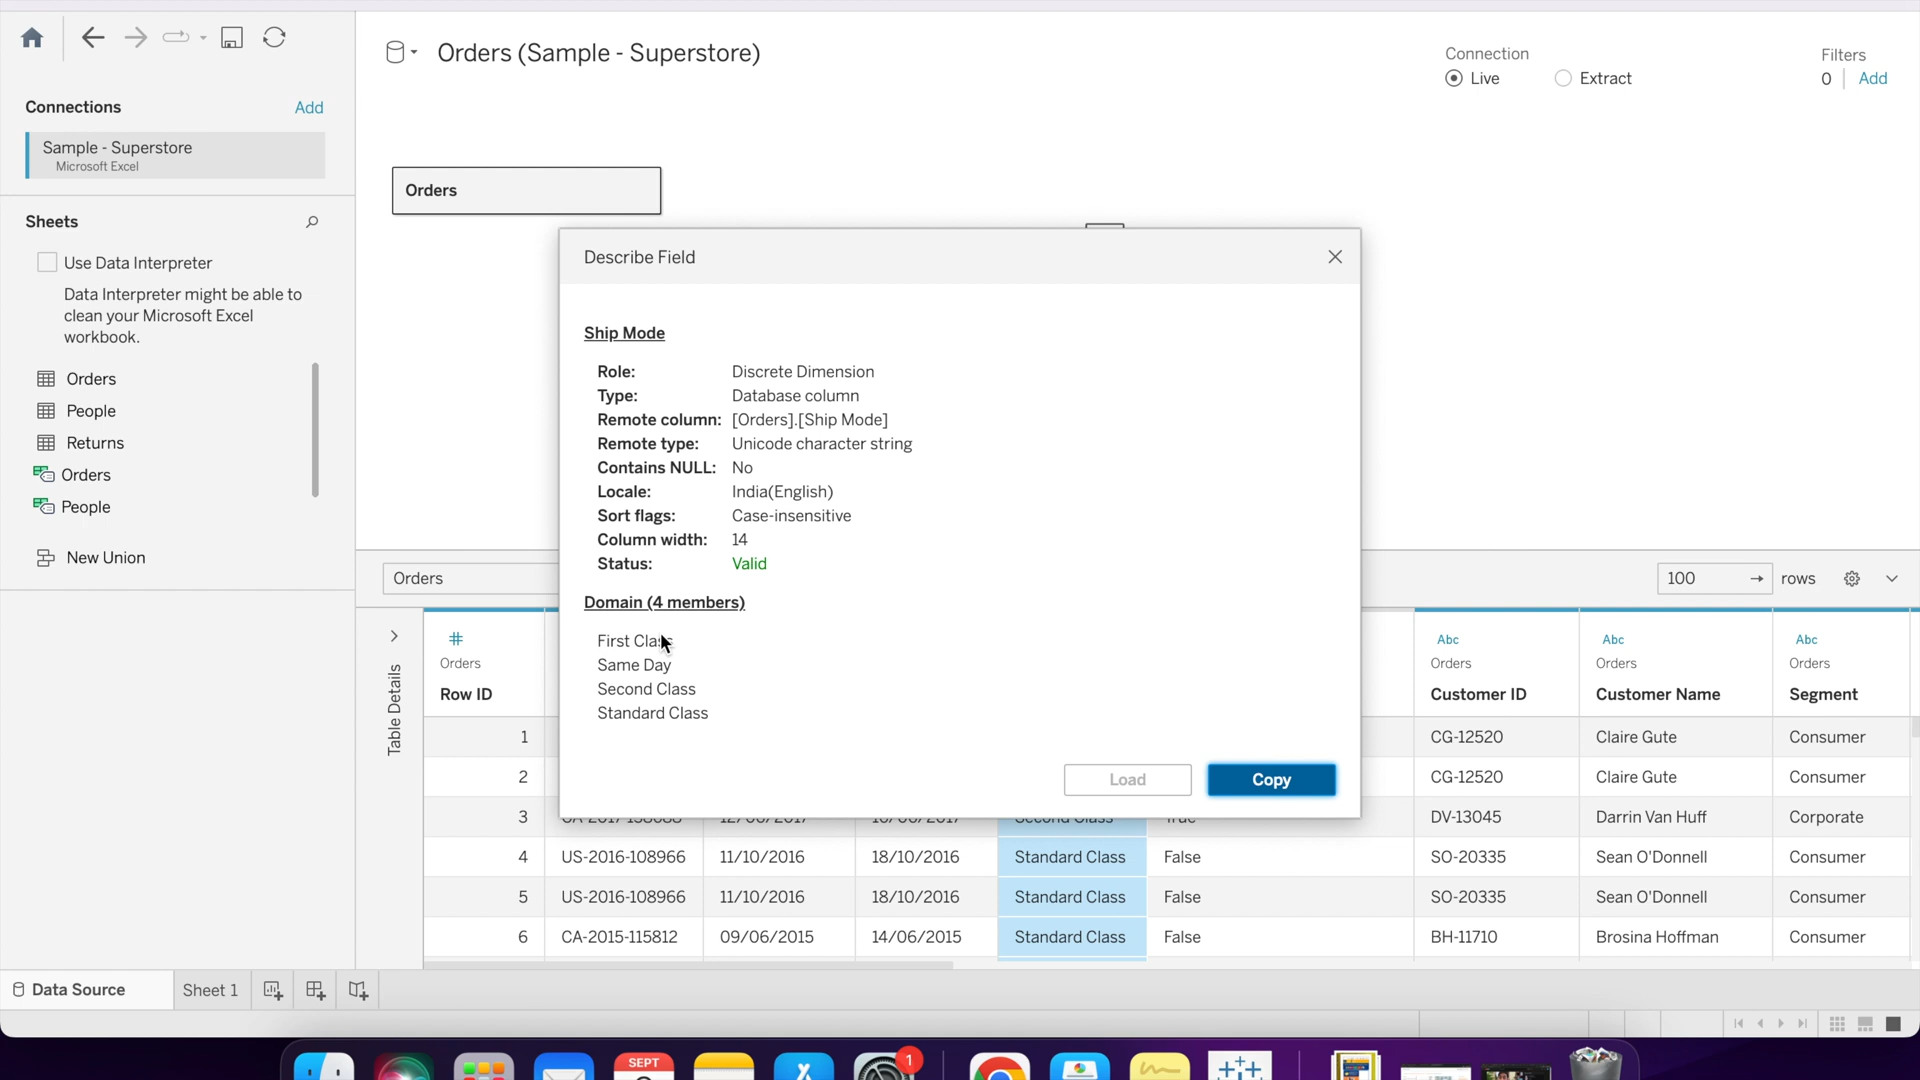 Orders (Sample - Superstore)
Connection
Live
Extract
Filters
0
Add
Connections
Add
Sample - Superstore
Microsoft Excel
Sheets
Use Data Interpreter
Data Interpreter might be able to
clean your Microsoft Excel
workbook.
Orders
People
Returns
Orders
People
New Union
Orders
Describe Field
Ship Mode
Role: Discrete Dimension
Type: Database column
Remote column: [Orders].[Ship Mode]
Remote type: Unicode character string
Contains NULL: No
Locale: India(English)
Sort flags: Case-insensitive
Column width: 14
Status: Valid
Domain (4 members)
First Class
Same Day
Second Class
Standard Class
Load
Copy
Orders
100 → rows
Table Details
#
Orders
Row ID
Abc
Orders
Customer ID
Abc
Orders
Customer Name
Abc
Orders
Segment
1 CG-12520 Claire Gute Consumer
2 CG-12520 Claire Gute Consumer
3 DV-13045 Darrin Van Huff Corporate
4 US-2016-108966 11/10/2016 18/10/2016 Standard Class False SO-20335 Sean O'Donnell Consumer
5 US-2016-108966 11/10/2016 18/10/2016 Standard Class False SO-20335 Sean O'Donnell Consumer
6 CA-2015-115812 09/06/2015 14/06/2015 Standard Class False BH-11710 Brosina Hoffman Consumer
Data Source
Sheet 1
SEPT
1